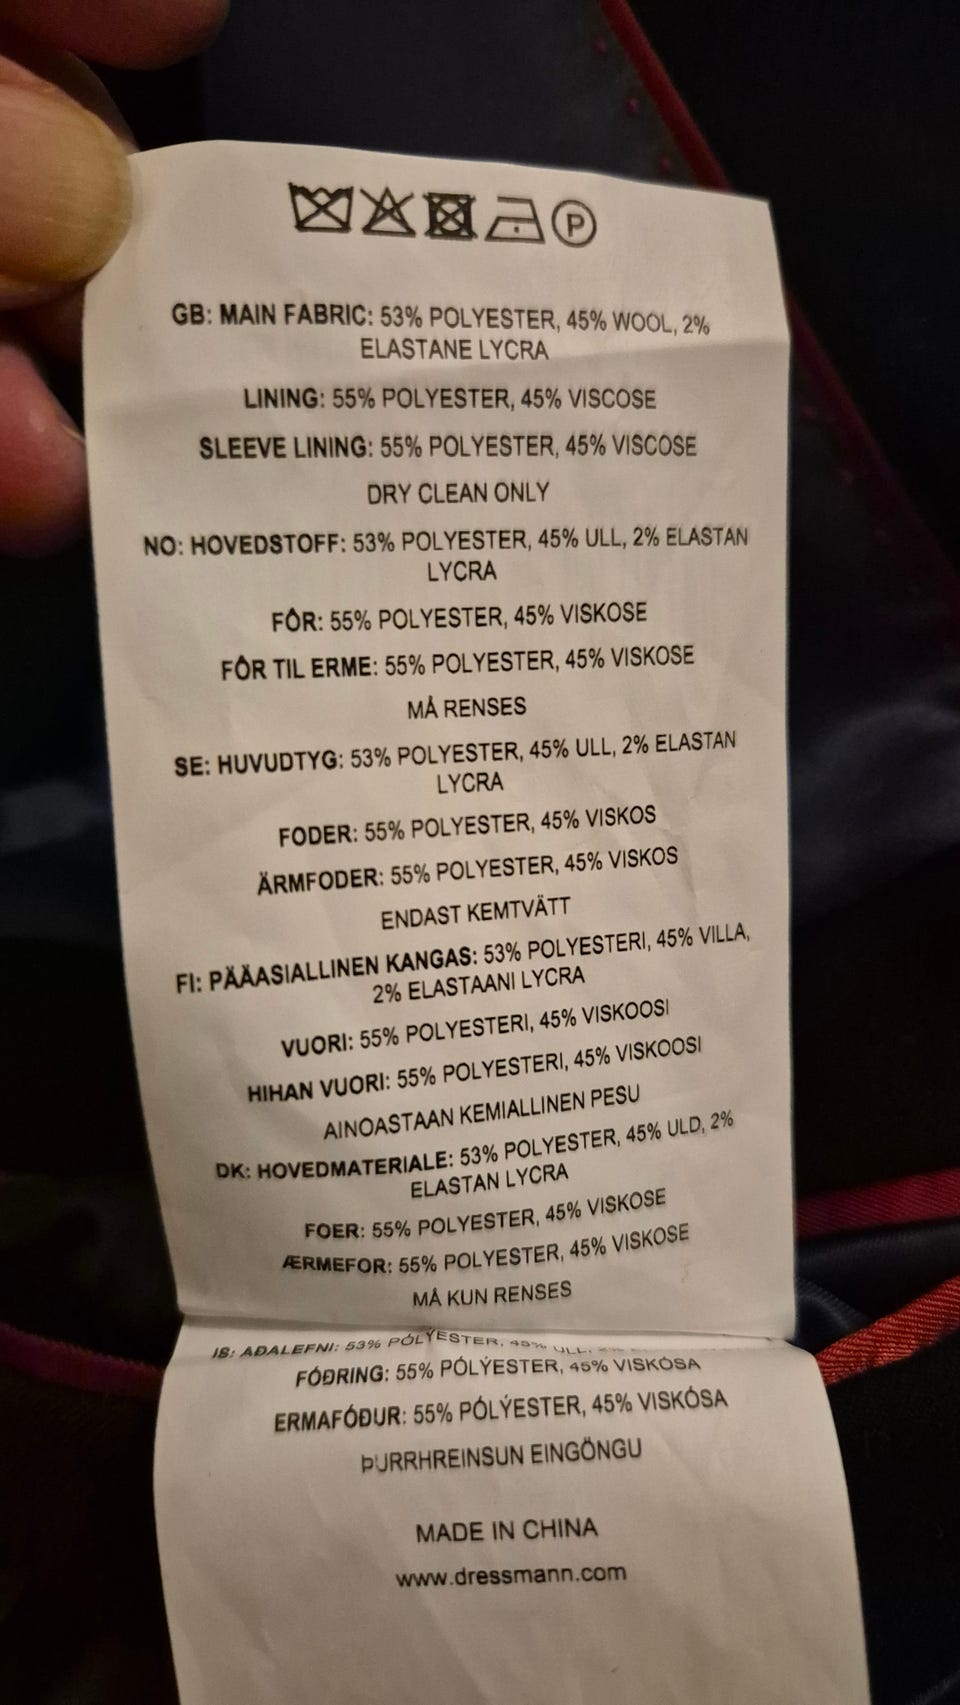 P
GB: MAIN FABRIC: 53% POLYESTER, 45% WOOL, 2%
ELASTANE LYCRA
LINING: 55% POLYESTER, 45% VISCOSE
SLEEVE LINING: 55% POLYESTER, 45% VISCOSE
DRY CLEAN ONLY
NO: HOVEDSTOFF: 53% POLYESTER, 45% ULL, 2% ELASTAN
LYCRA
FÔR: 55% POLYESTER, 45% VISKOSE
FÔR TIL ERME: 55% POLYESTER, 45% VISKOSE
MÅ RENSES
SE: HUVUDTYG: 53% POLYESTER, 45% ULL, 2% ELASTAN
LYCRA
FODER: 55% POLYESTER, 45% VISKOS
ÄRMFODER: 55% POLYESTER, 45% VISKOS
ENDAST KEMTVÄTT
FI: PÄÄASIALLINEN KANGAS: 53% POLYESTERI, 45% VILLA,
2% ELASTAANI LYCRA
VUORI: 55% POLYESTERI, 45% VISKOOSI
HIHAN VUORI: 55% POLYESTERI, 45% VISKOOSI
AINOASTAAN KEMIALLINEN PESU
DK: HOVEDMATERIALE: 53% POLYESTER, 45% ULD, 2%
ELASTAN LYCRA
FOER: 55% POLYESTER, 45% VISKOSE
ÆRMEFOR: 55% POLYESTER, 45% VISKOSE
MÅ KUN RENSES
IS: AÐALEFNI: 53% PÓLÝESTER, 45% ULL,
FÓÐRING: 55% PÓLÝESTER, 45% VISKÓSA
ERMAFÓÐUR: 55% PÓLÝESTER, 45% VISKÓSA
ÞURRHREINSUN EINGÖNGU
MADE IN CHINA
www.dressmann.com